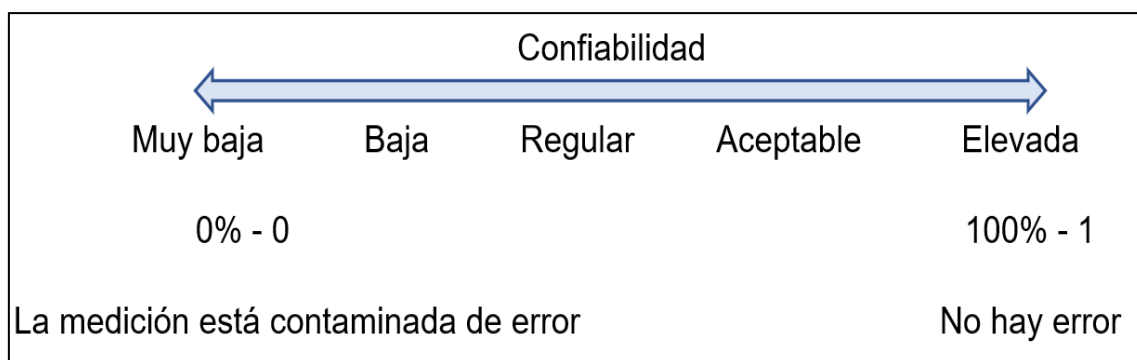 Confiabilidad
Muy baja Baja Regular Aceptable Elevada
0% - 0 100% - 1
La medición está contaminada de error No hay error